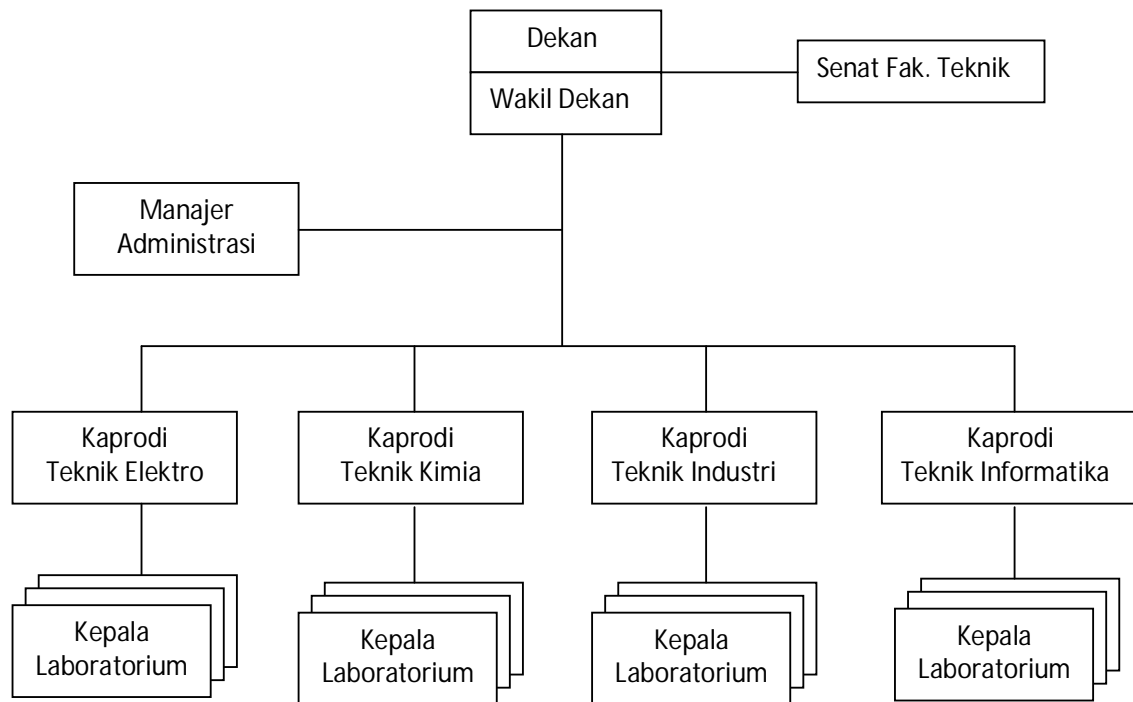 Dekan
Senat Fak. Teknik
Wakil Dekan
Manajer
Administrasi
Kaprodi
Teknik Elektro
Kaprodi
Teknik Kimia
Kaprodi
Teknik Industri
Kaprodi
Teknik Informatika
Kepala
Laboratorium
Kepala
Laboratorium
Kepala
Laboratorium
Kepala
Laboratorium